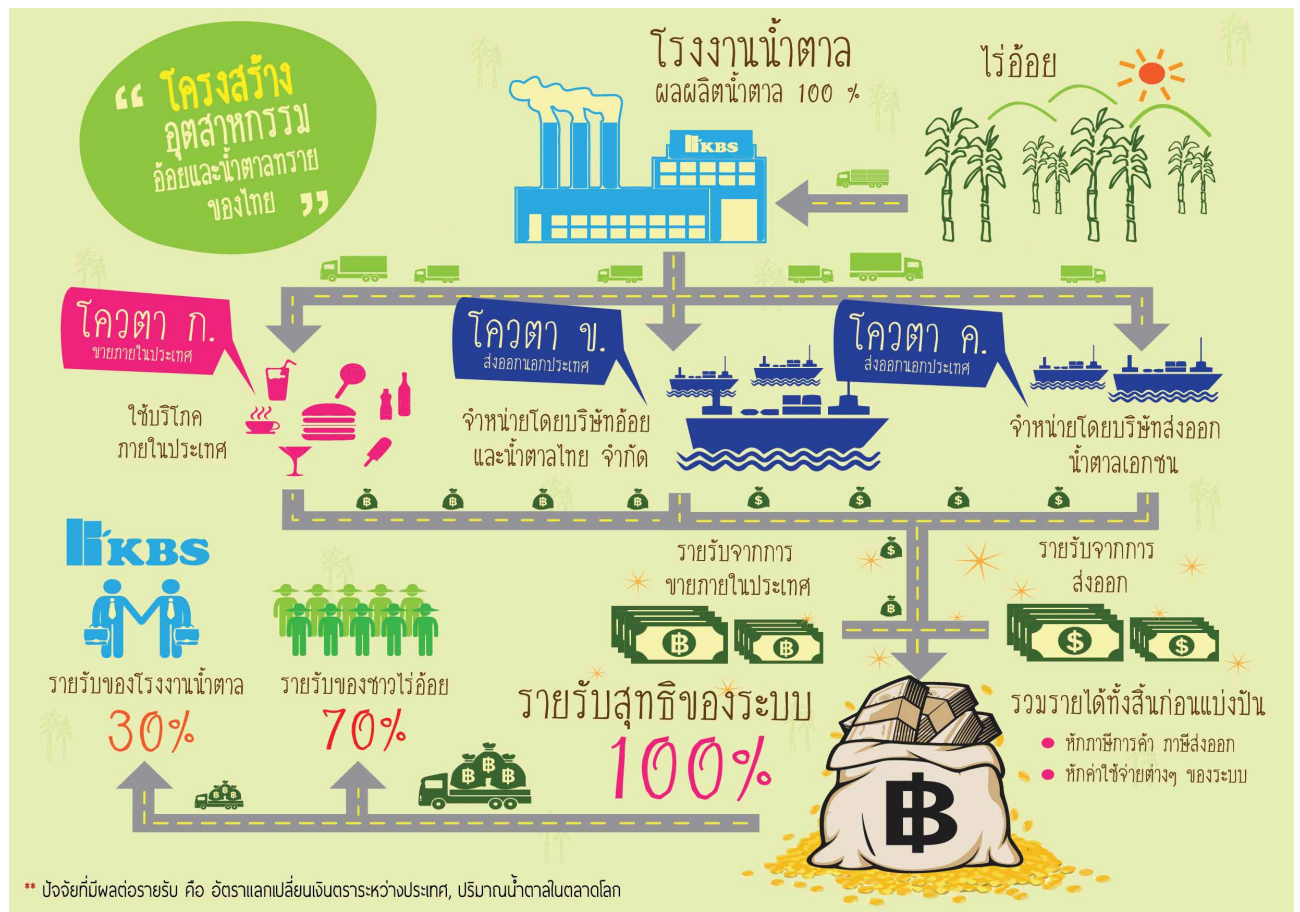 “ โครงสร้าง
อุตสาหกรรม
อ้อยและน้ำตาลทราย
ของไทย ”
โรงงานน้ำตาล
ผลผลิตน้ำตาล 100 %
ไร่อ้อย
KBS
โควตา ก.
ขายภายในประเทศ
ใช้บริโภค
ภายในประเทศ
โควตา ข.
ส่งออกนอกประเทศ
จำหน่ายโดยบริษัทอ้อย
และน้ำตาลไทย จำกัด
โควตา ค.
ส่งออกนอกประเทศ
จำหน่ายโดยบริษัทส่งออก
น้ำตาลเอกชน
฿ ฿ ฿ ฿ $ $ $ $
KBS
รายรับของโรงงานน้ำตาล
30%
รายรับของชาวไร่อ้อย
70%
รายรับจากการ
ขายภายในประเทศ
฿ ฿
$
฿
รายรับจากการ
ส่งออก
$ $
รายรับสุทธิของระบบ
100%
รวมรายได้ทั้งสิ้นก่อนแบ่งปัน
• หักภาษีการค้า ภาษีส่งออก
• หักค่าใช้จ่ายต่างๆ ของระบบ
฿ ฿ ฿
฿ ฿ ฿
฿
** ปัจจัยที่มีผลต่อรายรับ คือ อัตราแลกเปลี่ยนเงินตราระหว่างประเทศ, ปริมาณน้ำตาลในตลาดโลก